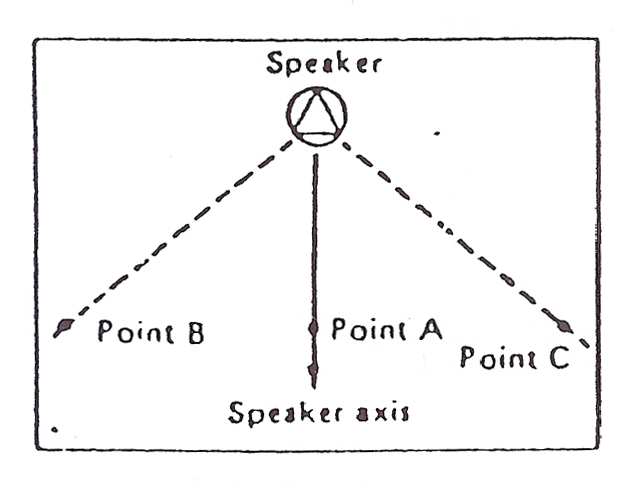 Speaker
Point B
Point A
Point C
Speaker axis